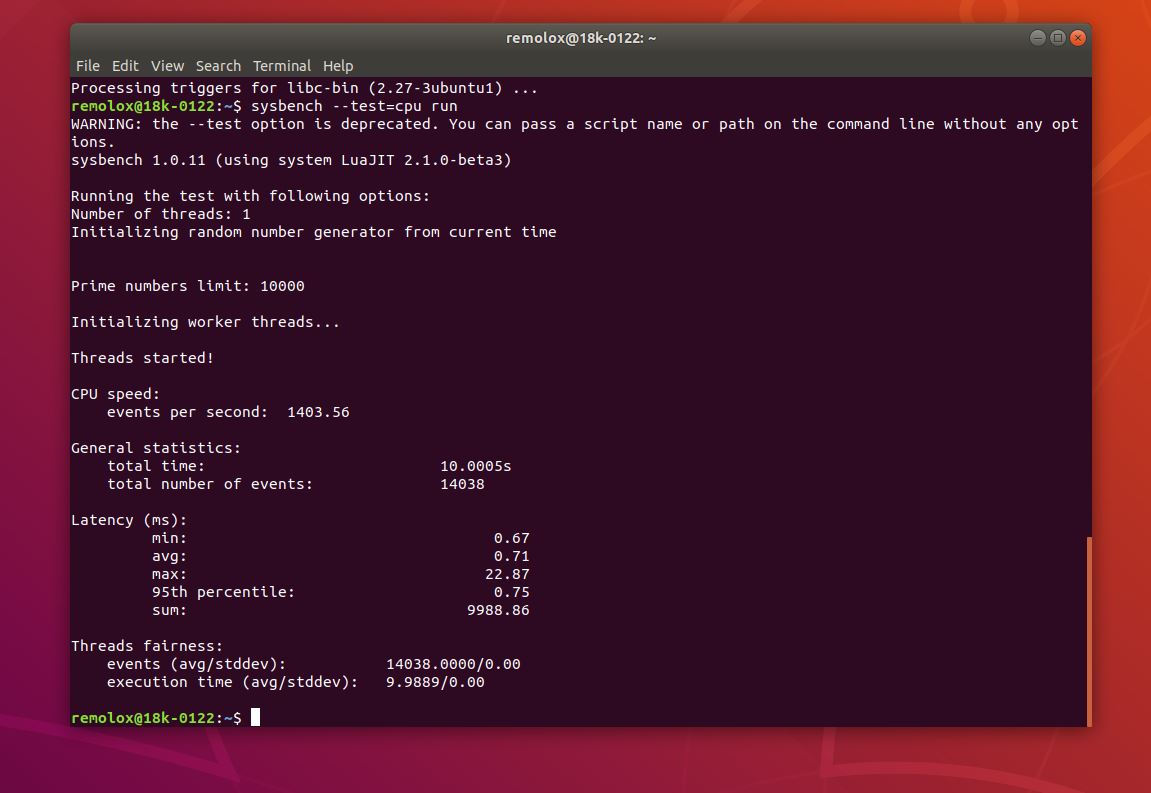 remolox@18k-0122: ~
File Edit View Search Terminal Help
Processing triggers for libc-bin (2.27-3ubuntu1) ...
remolox@18k-0122:~$ sysbench --test=cpu run
WARNING: the --test option is deprecated. You can pass a script name or path on the command line without any opt
ions.
sysbench 1.0.11 (using system LuaJIT 2.1.0-beta3)
Running the test with following options:
Number of threads: 1
Initializing random number generator from current time
Prime numbers limit: 10000
Initializing worker threads...
Threads started!
CPU speed:
events per second: 1403.56
General statistics:
total time: 10.0005s
total number of events: 14038
Latency (ms):
min: 0.67
avg: 0.71
max: 22.87
95th percentile: 0.75
sum: 9988.86
Threads fairness:
events (avg/stddev): 14038.0000/0.00
execution time (avg/stddev): 9.9889/0.00
remolox@18k-0122:~$